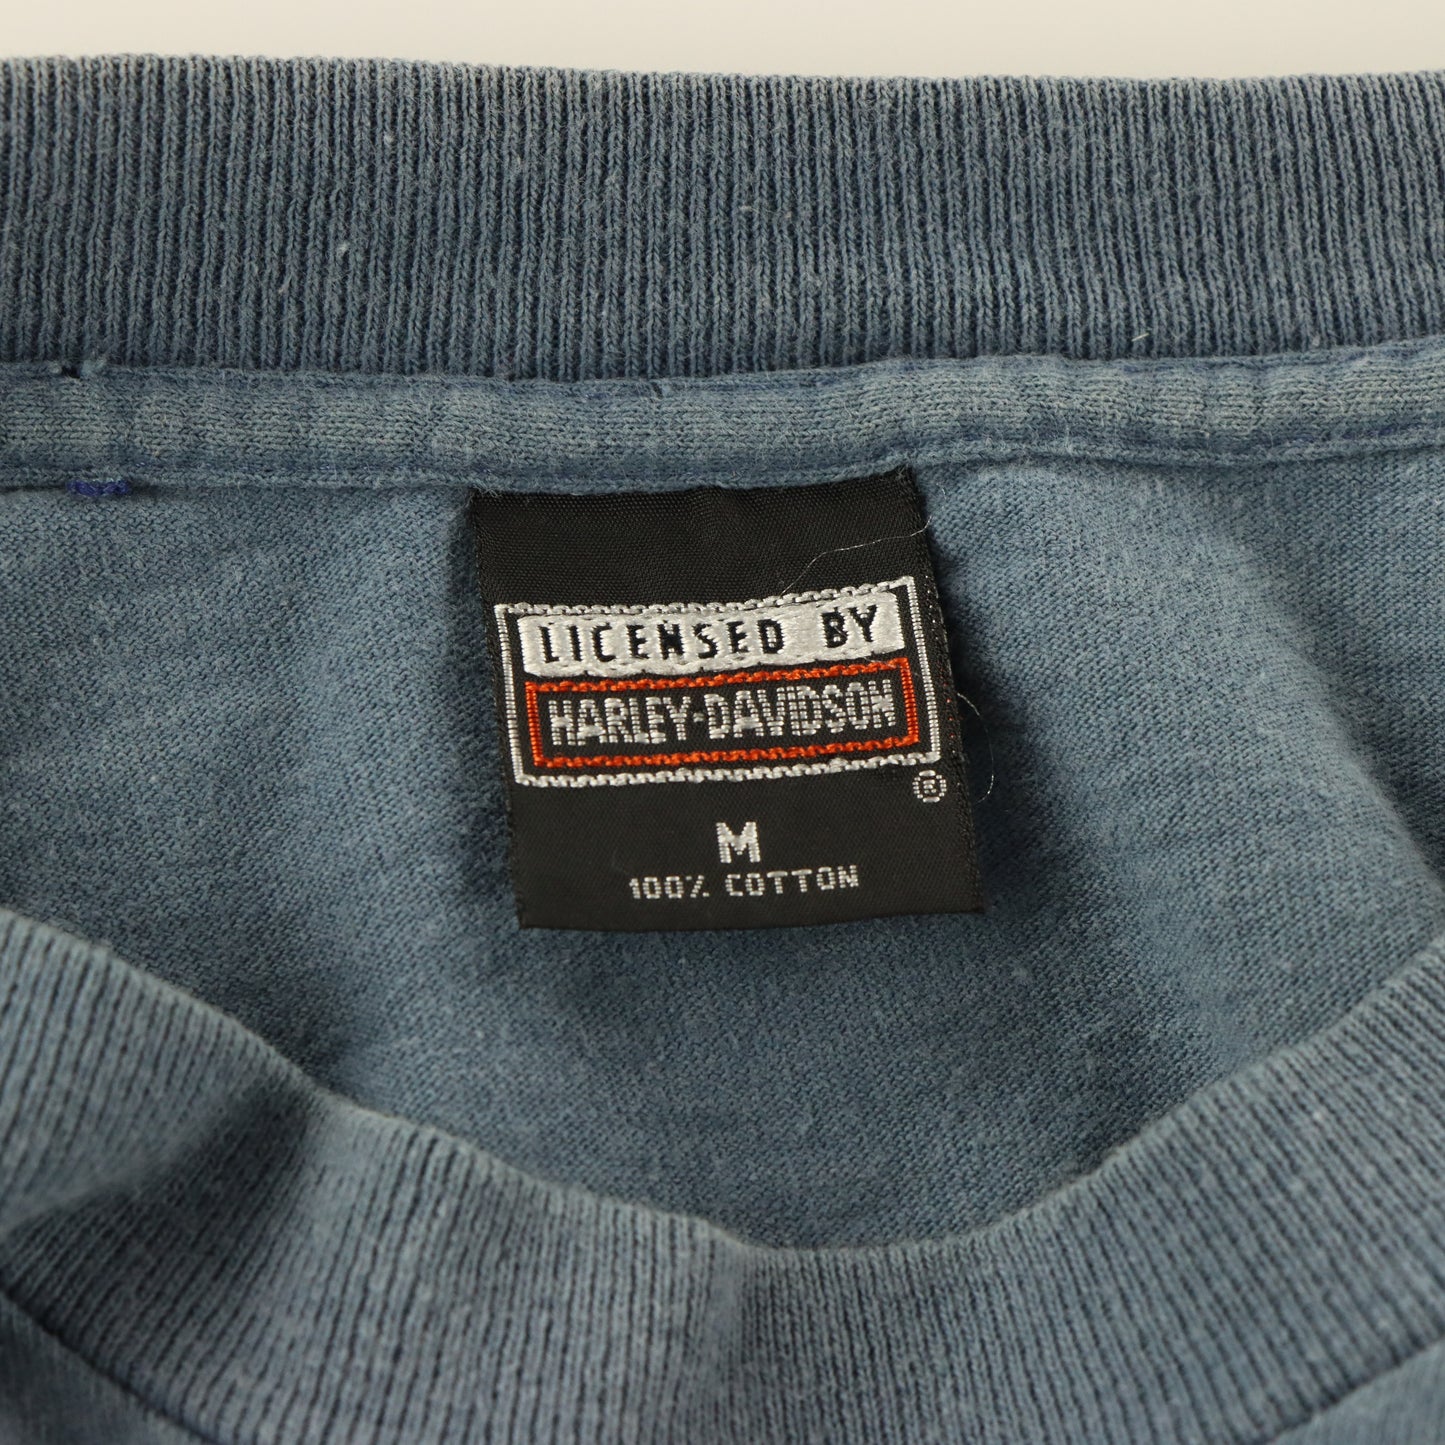 LICENSED BY
HARLEY-DAVIDSON
®
M
100% COTTON